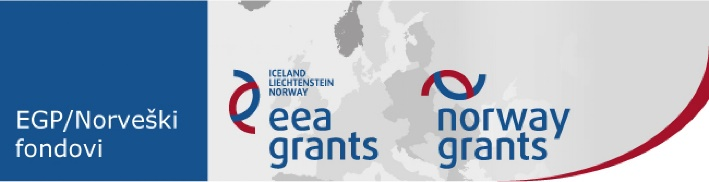 EGP/Norveški
fondovi
ICELAND
LIECHTENSTEIN
NORWAY
eea
grants
norway
grants